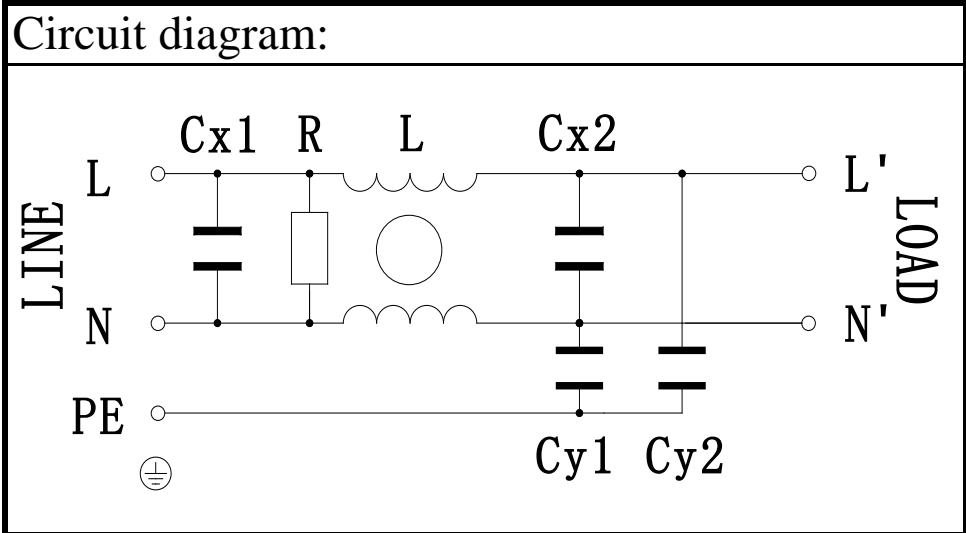 Circuit diagram:
Cx1 R L Cx2
L L'
LINE LOAD
N N'
PE
Cy1 Cy2